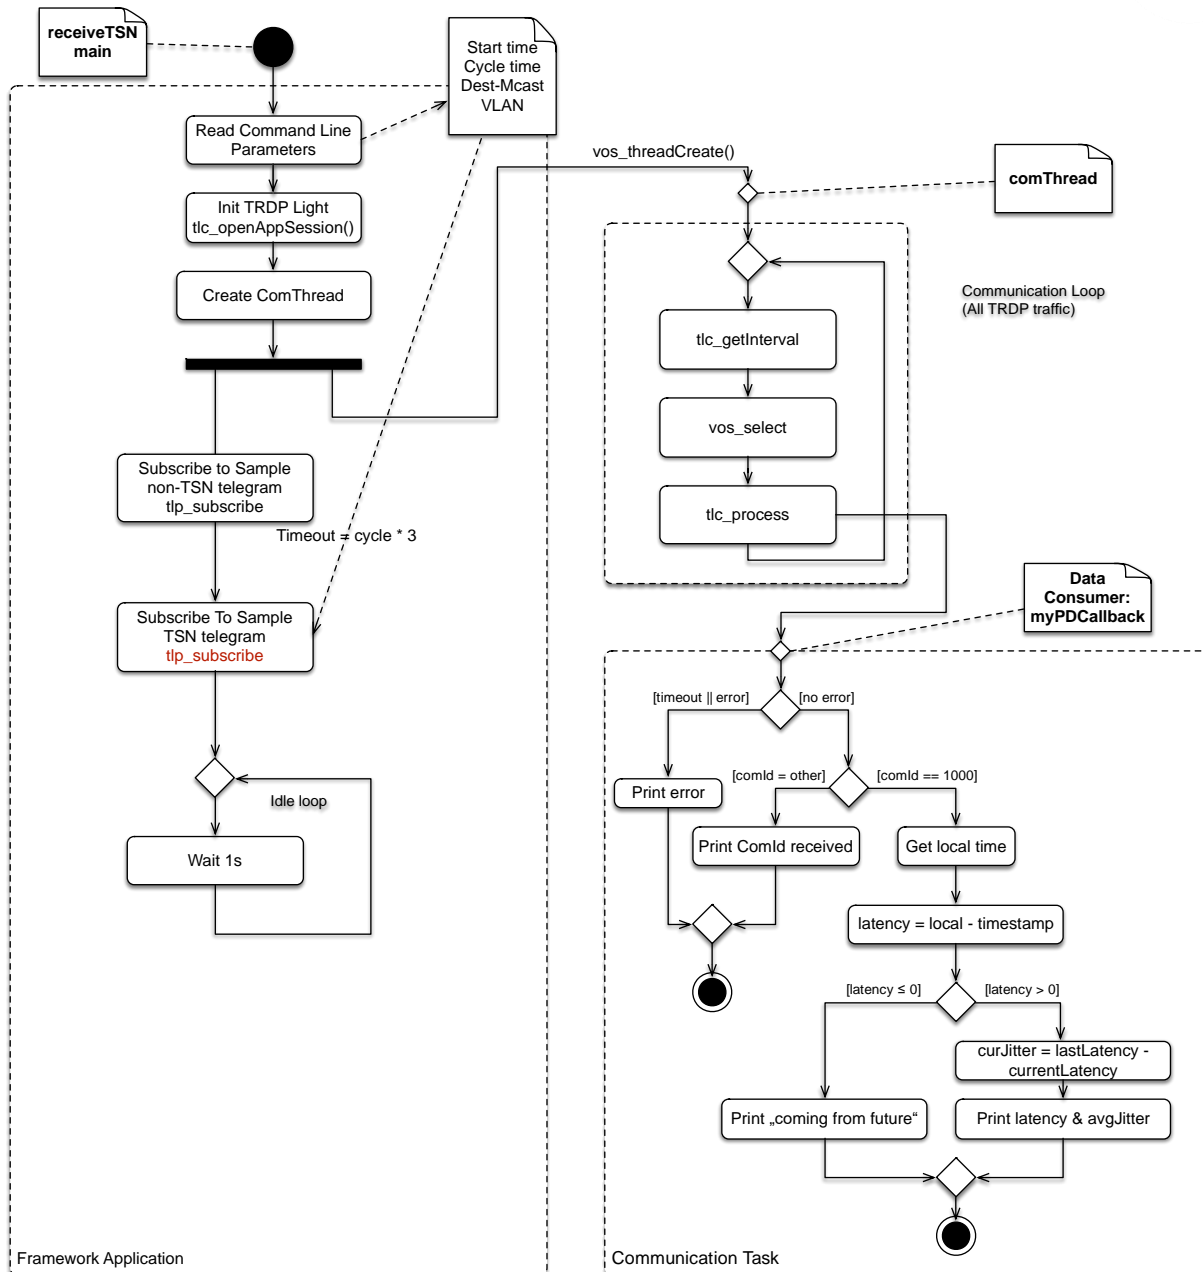 receiveTSN
main
Start time
Cycle time
Dest-Mcast
VLAN
Read Command Line
Parameters
Init TRDP Light
tlc_openAppSession()
Create ComThread
Subscribe to Sample
non-TSN telegram
tlp_subscribe
Timeout = cycle * 3
Subscribe To Sample
TSN telegram
tlp_subscribe
Idle loop
Wait 1s
Framework Application
vos_threadCreate()
comThread
Communication Loop
(All TRDP traffic)
tlc_getInterval
vos_select
tlc_process
Data
Consumer:
myPDCallback
[timeout || error]
[no error]
[comId = other]
[comId == 1000]
Print error
Print ComId received
Get local time
latency = local - timestamp
[latency ≤ 0]
[latency > 0]
curJitter = lastLatency -
currentLatency
Print „coming from future“
Print latency & avgJitter
Communication Task